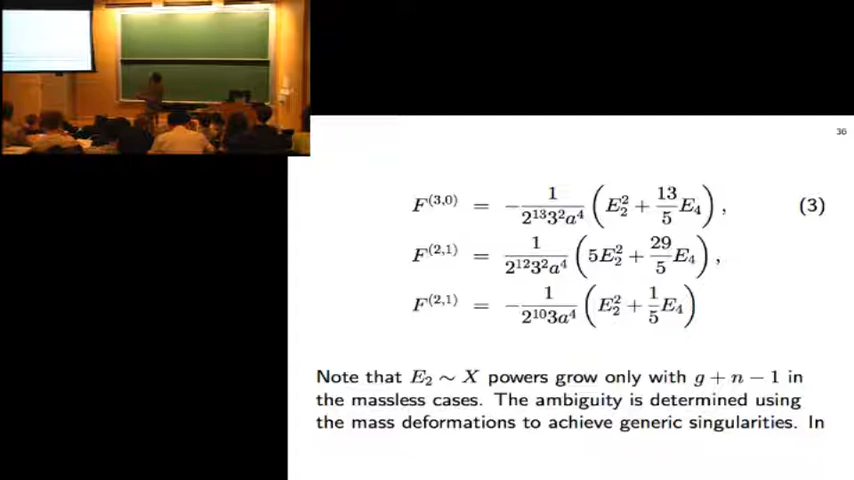 36
F^{(3,0)} = -\frac{1}{2^{13}3^2a^4} \left( E_2^2 + \frac{13}{5}E_4 \right), (3)
F^{(2,1)} = \frac{1}{2^{12}3^2a^4} \left( 5E_2^2 + \frac{29}{5}E_4 \right),
F^{(2,1)} = -\frac{1}{2^{10}3a^4} \left( E_2^2 + \frac{1}{5}E_4 \right)
Note that E_2 ∼ X powers grow only with g + n − 1 in
the massless cases. The ambiguity is determined using
the mass deformations to achieve generic singularities. In